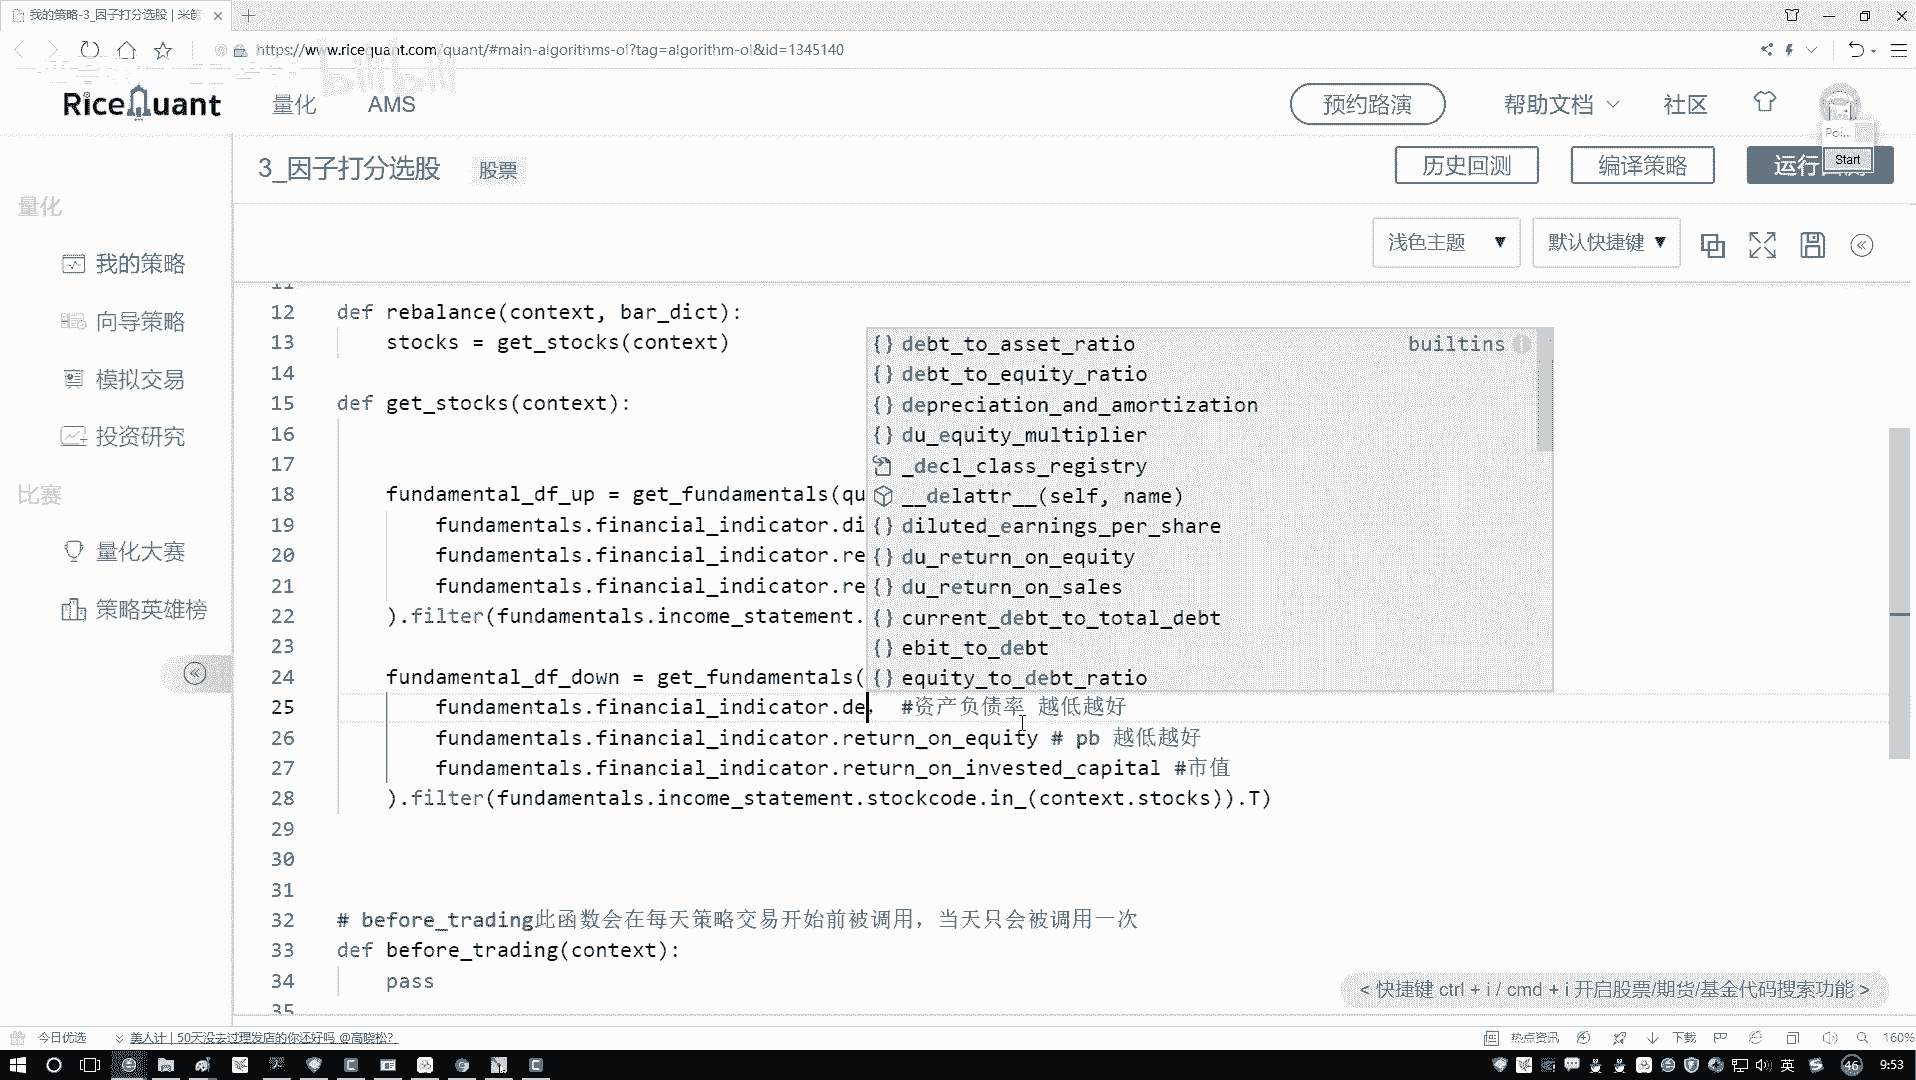 我的策略-3_因子打分选股 | 米筐
https://www.ricequant.com/quant/#main-algorithms-ol?tag=algorithm-ol&id=1345140
bilibili
RiceQuant
量化
AMS
预约路演
帮助文档
社区
Poi...
Start
3_因子打分选股
股票
历史回测
编译策略
运行
量化
我的策略
向导策略
模拟交易
投资研究
比赛
量化大赛
策略英雄榜
浅色主题
默认快捷键
11
12 def rebalance(context, bar_dict):
13 stocks = get_stocks(context)
14
15 def get_stocks(context):
16
17
18 fundamental_df_up = get_fundamentals(qu
19 fundamentals.financial_indicator.di
20 fundamentals.financial_indicator.re
21 fundamentals.financial_indicator.re
22 ).filter(fundamentals.income_statement.
23
24 fundamental_df_down = get_fundamentals(
25 fundamentals.financial_indicator.de, #资产负债率 越低越好
26 fundamentals.financial_indicator.return_on_equity # pb 越低越好
27 fundamentals.financial_indicator.return_on_invested_capital #市值
28 ).filter(fundamentals.income_statement.stockcode.in_(context.stocks)).T)
29
30
31
32 # before_trading此函数会在每天策略交易开始前被调用，当天只会被调用一次
33 def before_trading(context):
34 pass
35
{} debt_to_asset_ratio builtins
{} debt_to_equity_ratio
{} depreciation_and_amortization
{} du_equity_multiplier
_decl_class_registry
__delattr__(self, name)
{} diluted_earnings_per_share
{} du_return_on_equity
{} du_return_on_sales
{} current_debt_to_total_debt
{} ebit_to_debt
{} equity_to_debt_ratio
< 快捷键 ctrl + i / cmd + i 开启股票/期货/基金代码搜索功能 >
今日优选
美人计 | 50天没去过理发店的你还好吗 @高晓松?
热点资讯
下载
160%
英
46
9:53